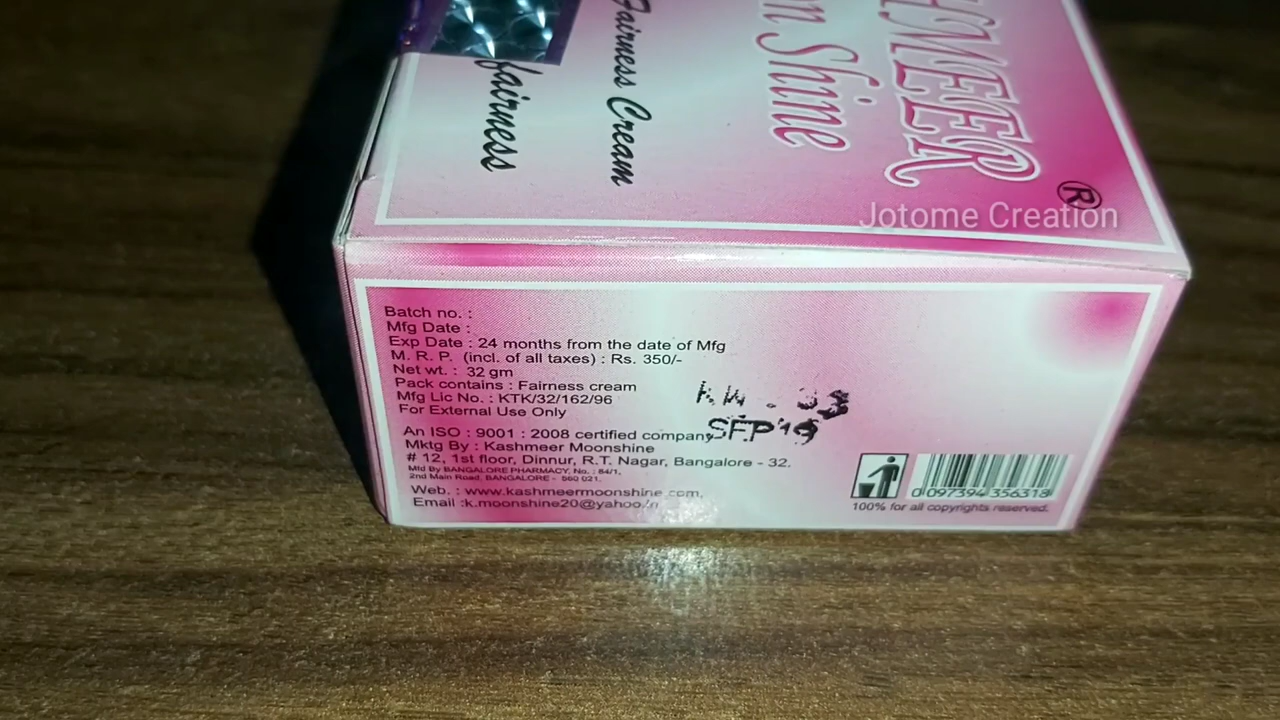 HMEER
n Shine
Fairness Cream
fairness
®
Jotome Creation
Batch no. :
Mfg Date :
Exp Date : 24 months from the date of Mfg
M. R. P. (incl. of all taxes) : Rs. 350/-
Net wt. : 32 gm
Pack contains : Fairness cream
Mfg Lic No. : KTK/32/162/96
For External Use Only
An ISO : 9001 : 2008 certified company
SEP'19
Mktg By : Kashmeer Moonshine
# 12, 1st floor, Dinnur, R.T. Nagar, Bangalore - 32.
Mfd By BANGALORE PHARMACY, No. : 84/1,
2nd Main Road, BANGALORE - 560 021.
Web. : www.kashmeermoonshine.com,
Email :k.moonshine20@yahoo.in
0 097394 356318
100% for all copyrights reserved.